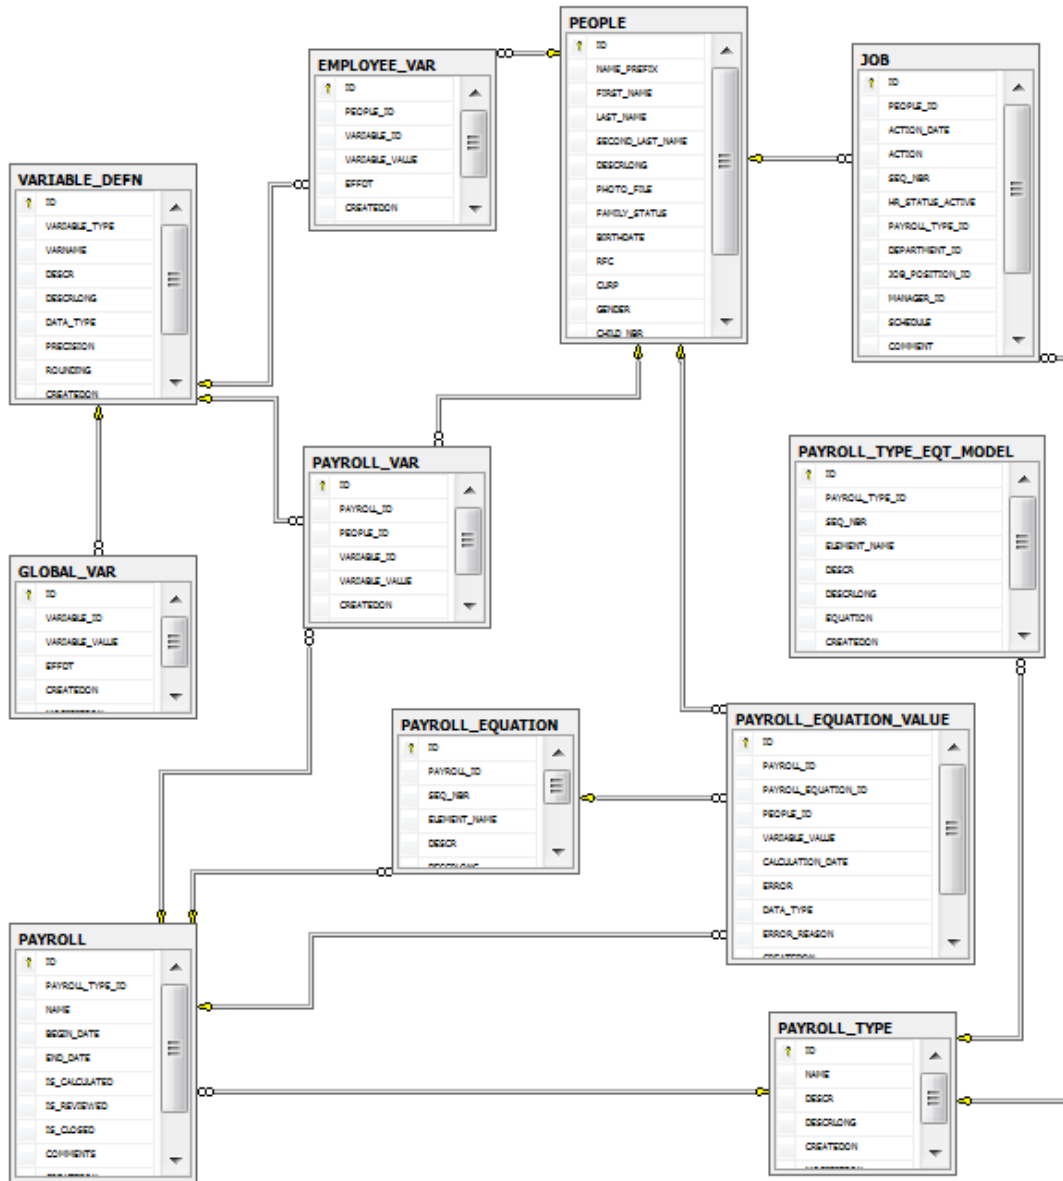 PEOPLE
ID
NAME_PREFIX
FIRST_NAME
LAST_NAME
SECOND_LAST_NAME
DESCRLONG
PHOTO_FILE
FAMILY_STATUS
BIRTHDATE
RFC
CURP
GENDER
CHILD_NBR
EMPLOYEE_VAR
ID
PEOPLE_ID
VARIABLE_ID
VARIABLE_VALUE
EFFDT
CREATEDON
JOB
ID
PEOPLE_ID
ACTION_DATE
ACTION
SEQ_NBR
HR_STATUS_ACTIVE
PAYROLL_TYPE_ID
DEPARTMENT_ID
JOB_POSITION_ID
MANAGER_ID
SCHEDULE
COMMENT
VARIABLE_DEFN
ID
VARIABLE_TYPE
VARNAME
DESCR
DESCRLONG
DATA_TYPE
PRECISION
ROUNDING
CREATEDON
PAYROLL_VAR
ID
PAYROLL_ID
PEOPLE_ID
VARIABLE_ID
VARIABLE_VALUE
CREATEDON
PAYROLL_TYPE_EQT_MODEL
ID
PAYROLL_TYPE_ID
SEQ_NBR
ELEMENT_NAME
DESCR
DESCRLONG
EQUATION
CREATEDON
GLOBAL_VAR
ID
VARIABLE_ID
VARIABLE_VALUE
EFFDT
CREATEDON
PAYROLL_EQUATION
ID
PAYROLL_ID
SEQ_NBR
ELEMENT_NAME
DESCR
DESCRLONG
PAYROLL_EQUATION_VALUE
ID
PAYROLL_ID
PAYROLL_EQUATION_ID
PEOPLE_ID
VARIABLE_VALUE
CALCULATION_DATE
ERROR
DATA_TYPE
ERROR_REASON
CREATEDON
PAYROLL
ID
PAYROLL_TYPE_ID
NAME
BEGIN_DATE
END_DATE
IS_CALCULATED
IS_REVIEWED
IS_CLOSED
COMMENTS
CREATEDON
PAYROLL_TYPE
ID
NAME
DESCR
DESCRLONG
CREATEDON